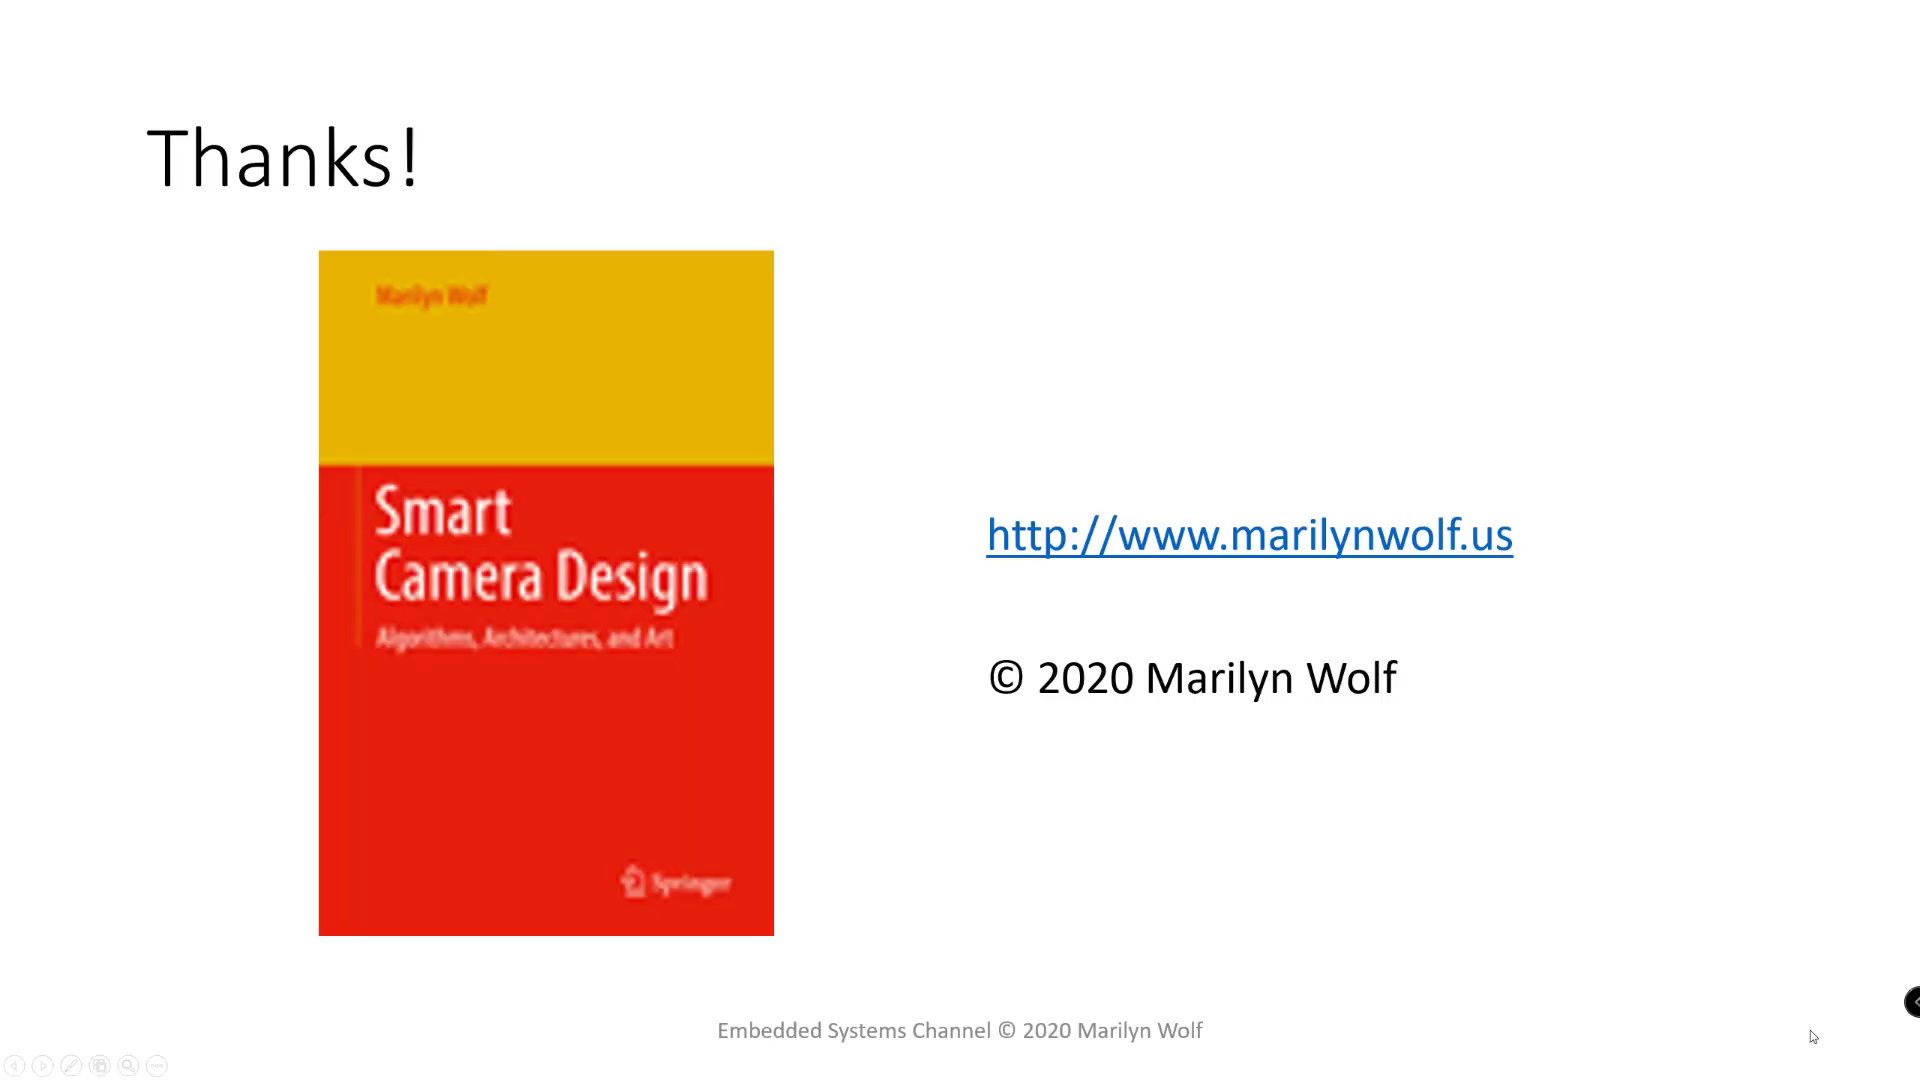 Thanks!
Marilyn Wolf
Smart
Camera Design
Algorithms, Architectures, and Art
Springer
http://www.marilynwolf.us
© 2020 Marilyn Wolf
Embedded Systems Channel © 2020 Marilyn Wolf